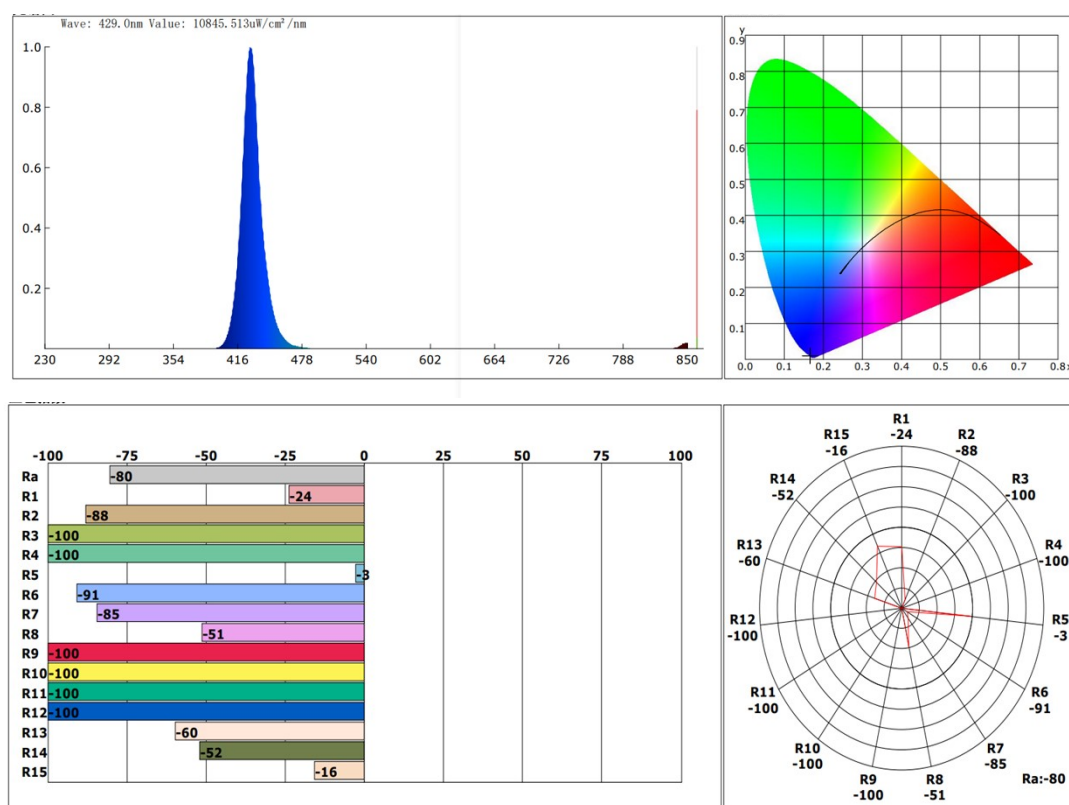 Wave: 429.0nm Value: 10845.513uW/cm²/nm
1.0
0.8
0.6
0.4
0.2
230 292 354 416 478 540 602 664 726 788 850
y
0.9
0.8
0.7
0.6
0.5
0.4
0.3
0.2
0.1
0.0 0.1 0.2 0.3 0.4 0.5 0.6 0.7 0.8x
-100 -75 -50 -25 0 25 50 75 100
Ra -80
R1 -24
R2 -88
R3 -100
R4 -100
R5 -3
R6 -91
R7 -85
R8 -51
R9 -100
R10 -100
R11 -100
R12 -100
R13 -60
R14 -52
R15 -16
R1
-24
R2
-88
R3
-100
R4
-100
R5
-3
R6
-91
R7
-85
R8
-51
R9
-100
R10
-100
R11
-100
R12
-100
R13
-60
R14
-52
R15
-16
Ra:-80